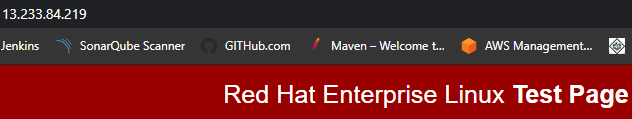 13.233.84.219
Jenkins SonarQube Scanner GITHub.com Maven – Welcome t... AWS Management...
Red Hat Enterprise Linux Test Page